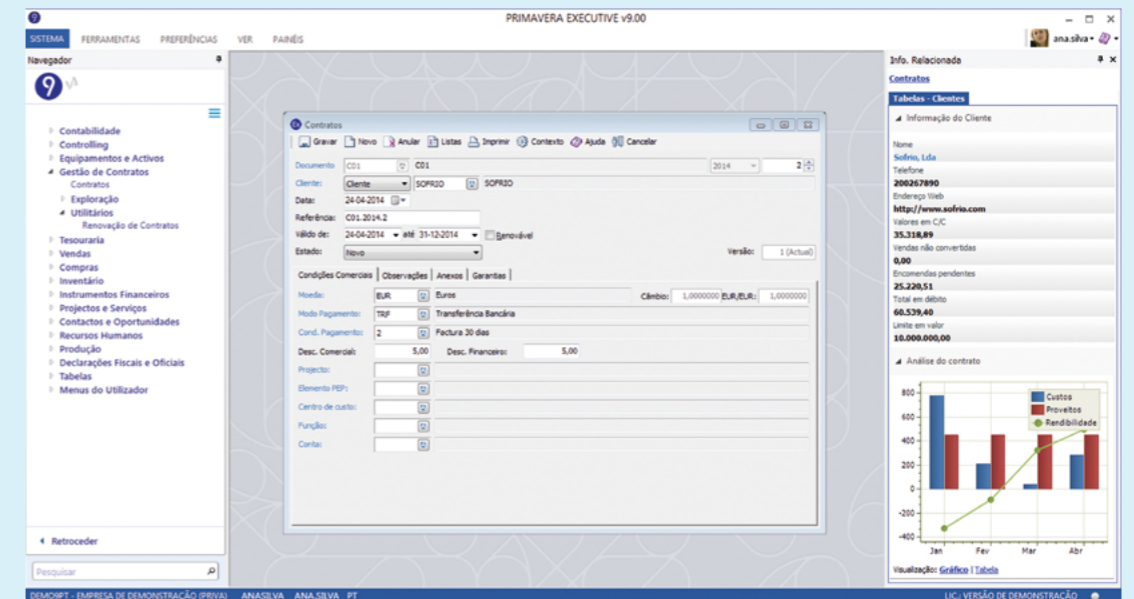 PRIMAVERA EXECUTIVE v9.00
SISTEMA FERRAMENTAS PREFERÊNCIAS VER PAINÉIS ana.silva
Navegador
9 v9
Contabilidade
Controlling
Equipamentos e Activos
Gestão de Contratos
Contratos
Exploração
Utilitários
Renovação de Contratos
Tesouraria
Vendas
Compras
Inventário
Instrumentos Financeiros
Projectos e Serviços
Contactos e Oportunidades
Recursos Humanos
Produção
Declarações Fiscais e Oficiais
Tabelas
Menus do Utilizador
Retroceder
Pesquisar
Contratos
Gravar Novo Anular Listas Imprimir Contexto Ajuda Cancelar
Documento C01 C01 2014 2
Cliente: Cliente SOFRIO SOFRIO
Data: 24-04-2014
Referência: C01.2014.2
Válido de: 24-04-2014 até 31-12-2014 Renovável
Estado: Novo Versão: 1 (Actual)
Condições Comerciais Observações Anexos Garantias
Moeda: EUR Euros Câmbio: 1,0000000 EUR/EUR: 1,0000000
Modo Pagamento: TRF Transferência Bancária
Cond. Pagamento: 2 Factura 30 dias
Desc. Comercial: 5,00 Desc. Financeiro: 5,00
Projecto:
Elemento PEP:
Centro de custo:
Função:
Conta:
Info. Relacionada
Contratos
Tabelas - Clientes
Informação do Cliente
Nome
Sofrio, Lda
Telefone
200267890
Endereço Web
http://www.sofrio.com
Valores em C/C
35.318,89
Vendas não convertidas
0,00
Encomendas pendentes
25.220,51
Total em débito
60.539,40
Limite em valor
10.000.000,00
Análise do contrato
800
600
400
200
0
-200
-400
Custos
Proveitos
Rendibilidade
Jan Fev Mar Abr
Visualização: Gráfico | Tabela
DEMO9PT - EMPRESA DE DEMONSTRAÇÃO (PRIVA) ANASILVA ANA.SILVA PT LIC.: VERSÃO DE DEMONSTRAÇÃO